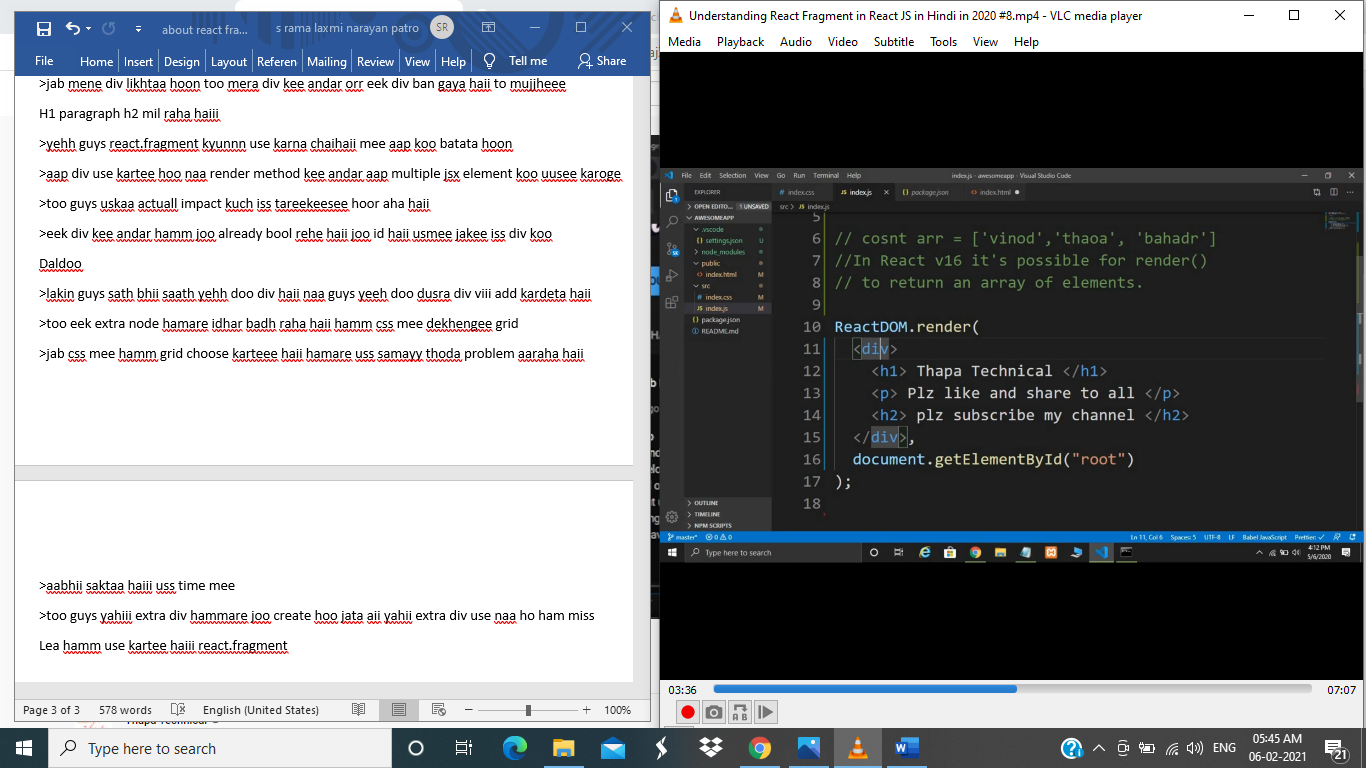 about react fra...
s rama laxmi narayan patro
SR
File Home Insert Design Layout Referen Mailing Review View Help Tell me Share
>jab mene div likhtaa hoon too mera div kee andar orr eek div ban gaya haii to mujjheee
H1 paragraph h2 mil raha haiii
>yehh guys react.fragment kyunnn use karna chaihaii mee aap koo batata hoon
>aap div use kartee hoo naa render method kee andar aap multiple jsx element koo uusee karoge
>too guys uskaa actuall impact kuch iss tareekeesee hoor aha haii
>eek div kee andar hamm joo already bool rehe haii joo id haii usmee jakee iss div koo
Daldoo
>lakin guys sath bhii saath yehh doo div haii naa guys yeeh doo dusra div viii add kardeta haii
>too eek extra node hamare idhar badh raha haii hamm css mee dekhengee grid
>jab css mee hamm grid choose karteee haii hamare uss samayy thoda problem aaraha haii
>aabhii saktaa haiii uss time mee
>too guys yahiii extra div hammare joo create hoo jata aii yahii extra div use naa ho ham miss
Lea hamm use kartee haiii react.fragment
Page 3 of 3 578 words English (United States) 100%
Understanding React Fragment in React JS in Hindi in 2020 #8.mp4 - VLC media player
Media Playback Audio Video Subtitle Tools View Help
File Edit Selection View Go Run Terminal Help index.js - awesomeapp - Visual Studio Code
EXPLORER
OPEN EDITO... 1 UNSAVED
AWESOMEAPP
.vscode
settings.json U
node_modules
public
index.html M
src
index.css M
index.js M
package.json
README.md
OUTLINE
TIMELINE
NPM SCRIPTS
index.css index.js package.json index.html
src > index.js
5
6 // cosnt arr = ['vinod','thaoa', 'bahadr']
7 //In React v16 it's possible for render()
8 // to return an array of elements.
9
10 ReactDOM.render(
11 <div>
12 <h1> Thapa Technical </h1>
13 <p> Plz like and share to all </p>
14 <h2> plz subscribe my channel </h2>
15 </div>,
16 document.getElementById("root")
17 );
18
master* 0 0 Ln 11, Col 6 Spaces: 5 UTF-8 LF Babel JavaScript Prettier: ✓
Type here to search
4:12 PM
5/6/2020
03:36 07:07
Type here to search
ENG
05:45 AM
06-02-2021
21